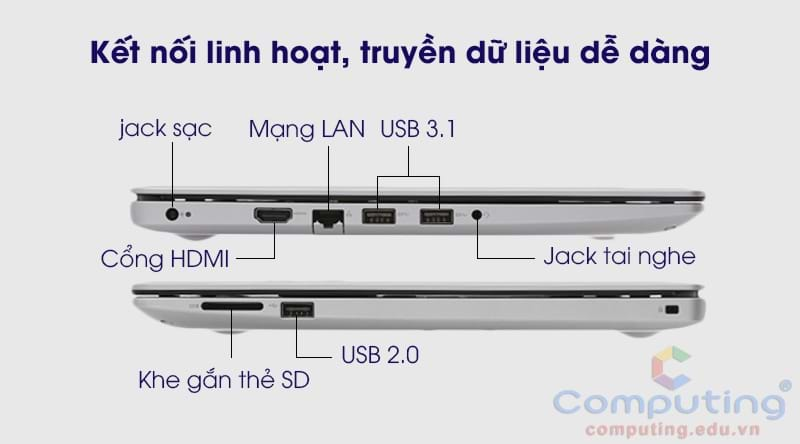 Kết nối linh hoạt, truyền dữ liệu dễ dàng
jack sạc
Mạng LAN
USB 3.1
Cổng HDMI
Jack tai nghe
USB 2.0
Khe gắn thẻ SD
Computing®
computing.edu.vn